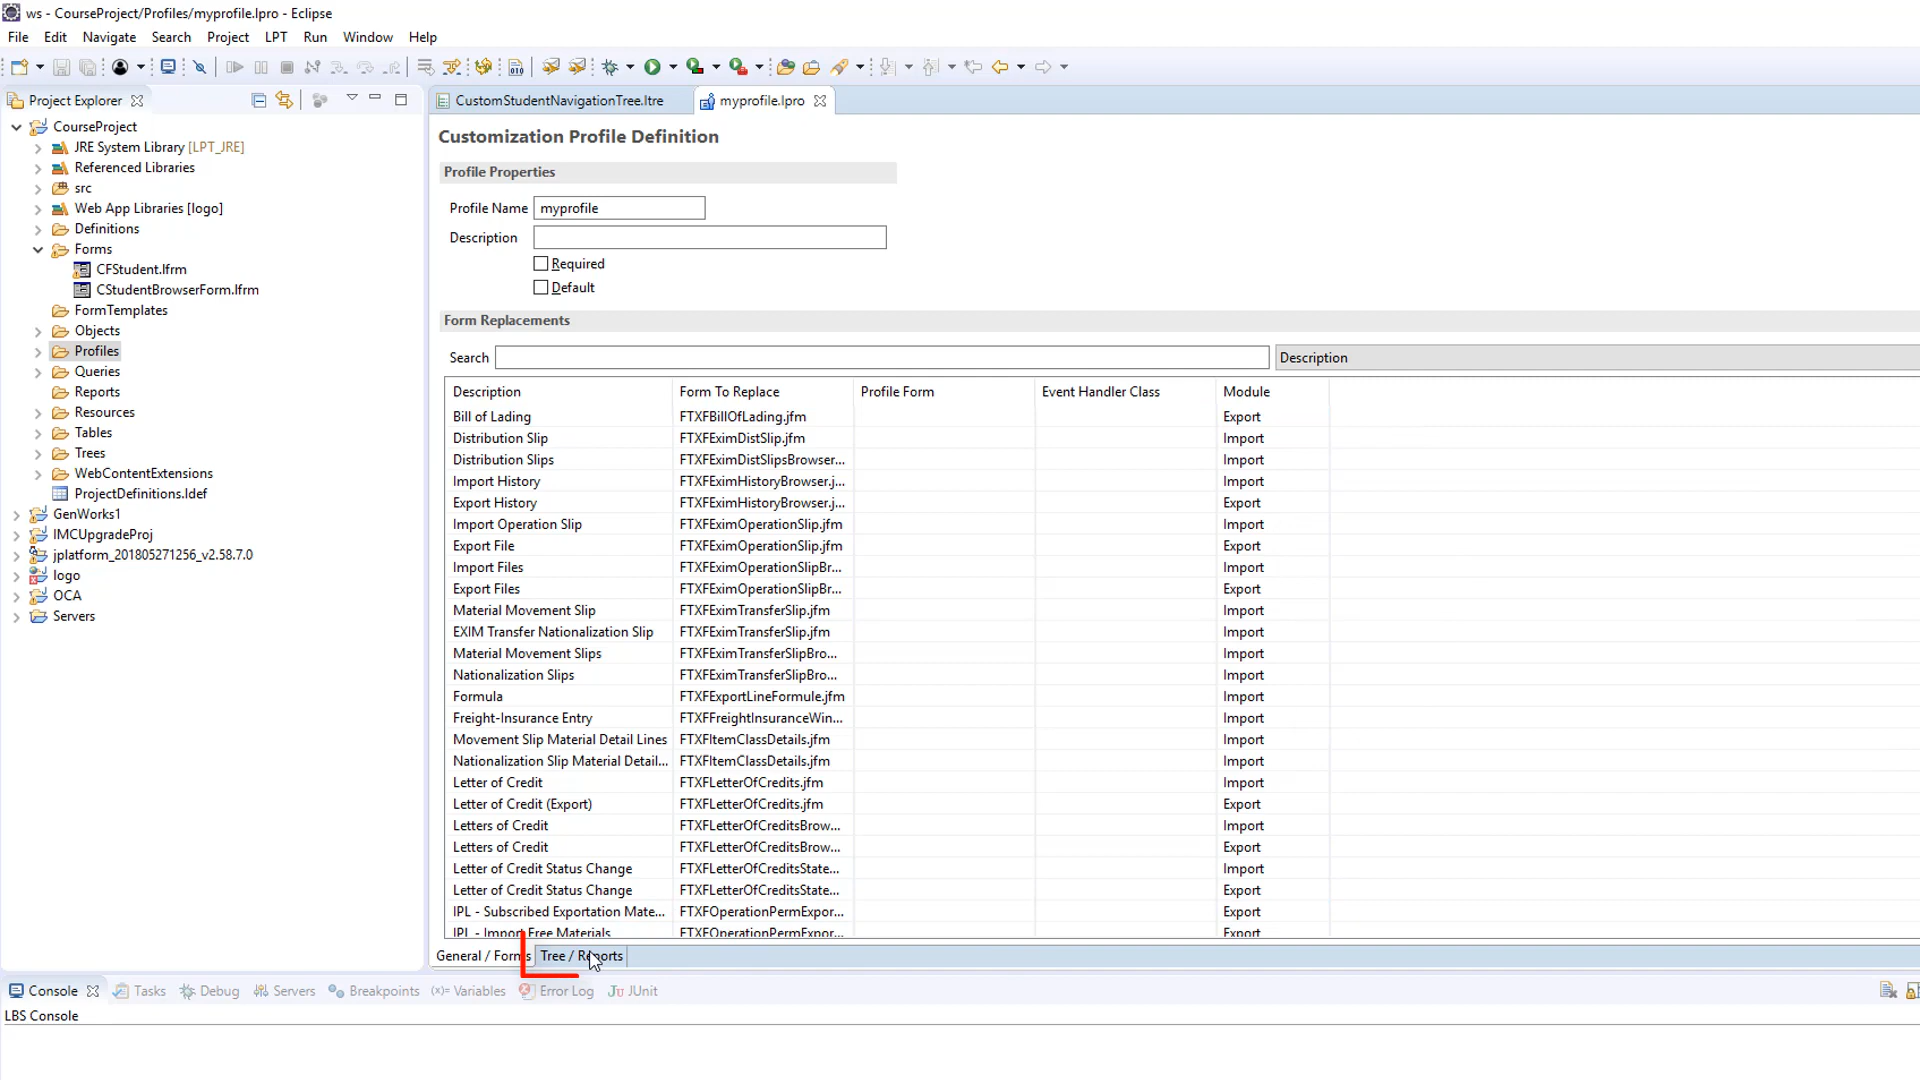 ws - CourseProject/Profiles/myprofile.lpro - Eclipse
File Edit Navigate Search Project LPT Run Window Help
Project Explorer
CourseProject
JRE System Library [LPT_JRE]
Referenced Libraries
src
Web App Libraries [logo]
Definitions
Forms
CFStudent.lfrm
CStudentBrowserForm.lfrm
FormTemplates
Objects
Profiles
Queries
Reports
Resources
Tables
Trees
WebContentExtensions
ProjectDefinitions.ldef
GenWorks1
IMCUpgradeProj
jplatform_201805271256_v2.58.7.0
logo
OCA
Servers
CustomStudentNavigationTree.ltre myprofile.lpro
Customization Profile Definition
Profile Properties
Profile Name myprofile
Description
Required
Default
Form Replacements
Search Description
Description Form To Replace Profile Form Event Handler Class Module
Bill of Lading FTXFBillOfLading.jfm Export
Distribution Slip FTXFEximDistSlip.jfm Import
Distribution Slips FTXFEximDistSlipsBrowser... Import
Import History FTXFEximHistoryBrowser.j... Import
Export History FTXFEximHistoryBrowser.j... Export
Import Operation Slip FTXFEximOperationSlip.jfm Import
Export File FTXFEximOperationSlip.jfm Export
Import Files FTXFEximOperationSlipBr... Import
Export Files FTXFEximOperationSlipBr... Export
Material Movement Slip FTXFEximTransferSlip.jfm Import
EXIM Transfer Nationalization Slip FTXFEximTransferSlip.jfm Import
Material Movement Slips FTXFEximTransferSlipBro... Import
Nationalization Slips FTXFEximTransferSlipBro... Import
Formula FTXFExportLineFormule.jfm Import
Freight-Insurance Entry FTXFFreightInsuranceWin... Import
Movement Slip Material Detail Lines FTXFItemClassDetails.jfm Import
Nationalization Slip Material Detail... FTXFItemClassDetails.jfm Import
Letter of Credit FTXFLetterOfCredits.jfm Import
Letter of Credit (Export) FTXFLetterOfCredits.jfm Export
Letters of Credit FTXFLetterOfCreditsBrow... Import
Letters of Credit FTXFLetterOfCreditsBrow... Export
Letter of Credit Status Change FTXFLetterOfCreditsState... Import
Letter of Credit Status Change FTXFLetterOfCreditsState... Export
IPL - Subscribed Exportation Mate... FTXFOperationPermExpor... Export
IPL - Import Free Materials FTXFOperationPermExpor... Export
General / Forms Tree / Reports
Console Tasks Debug Servers Breakpoints (x)= Variables Error Log JUnit
LBS Console